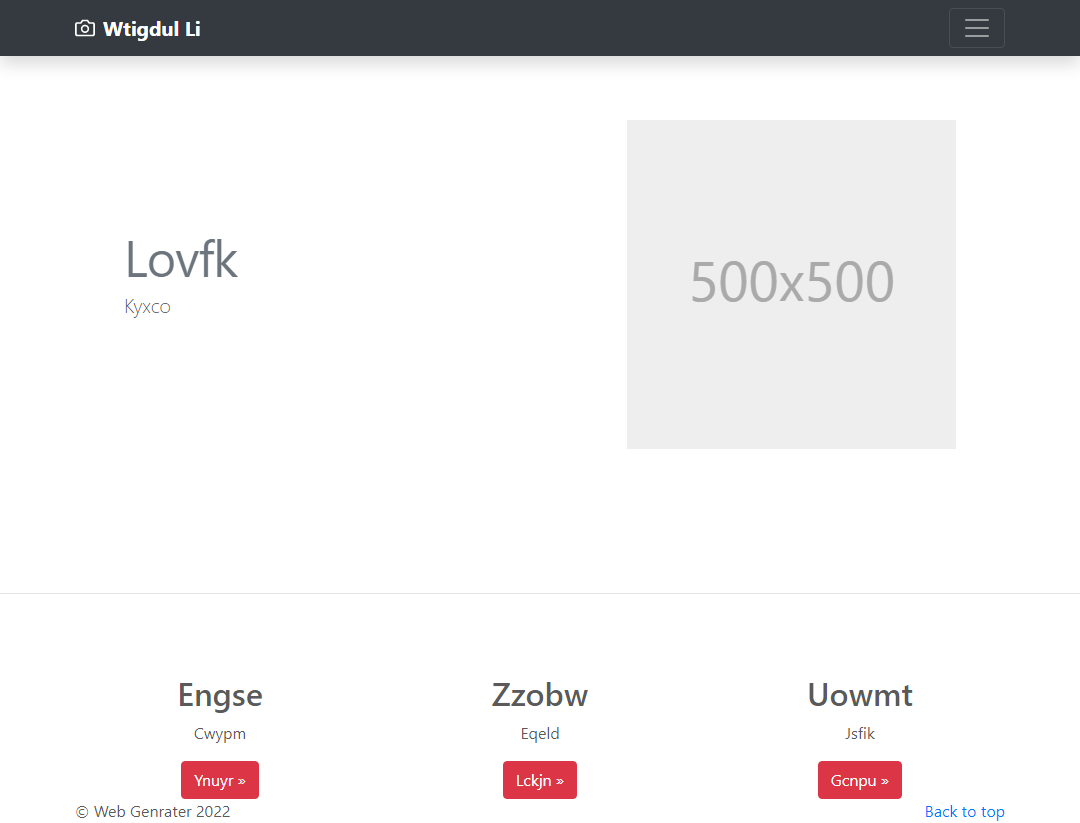 Wtigdul Li
Lovfk
Kyxco
500x500
Engse
Cwypm
Ynuyr »
Zzobw
Eqeld
Lckjn »
Uowmt
Jsfik
Gcnpu »
© Web Genrater 2022
Back to top